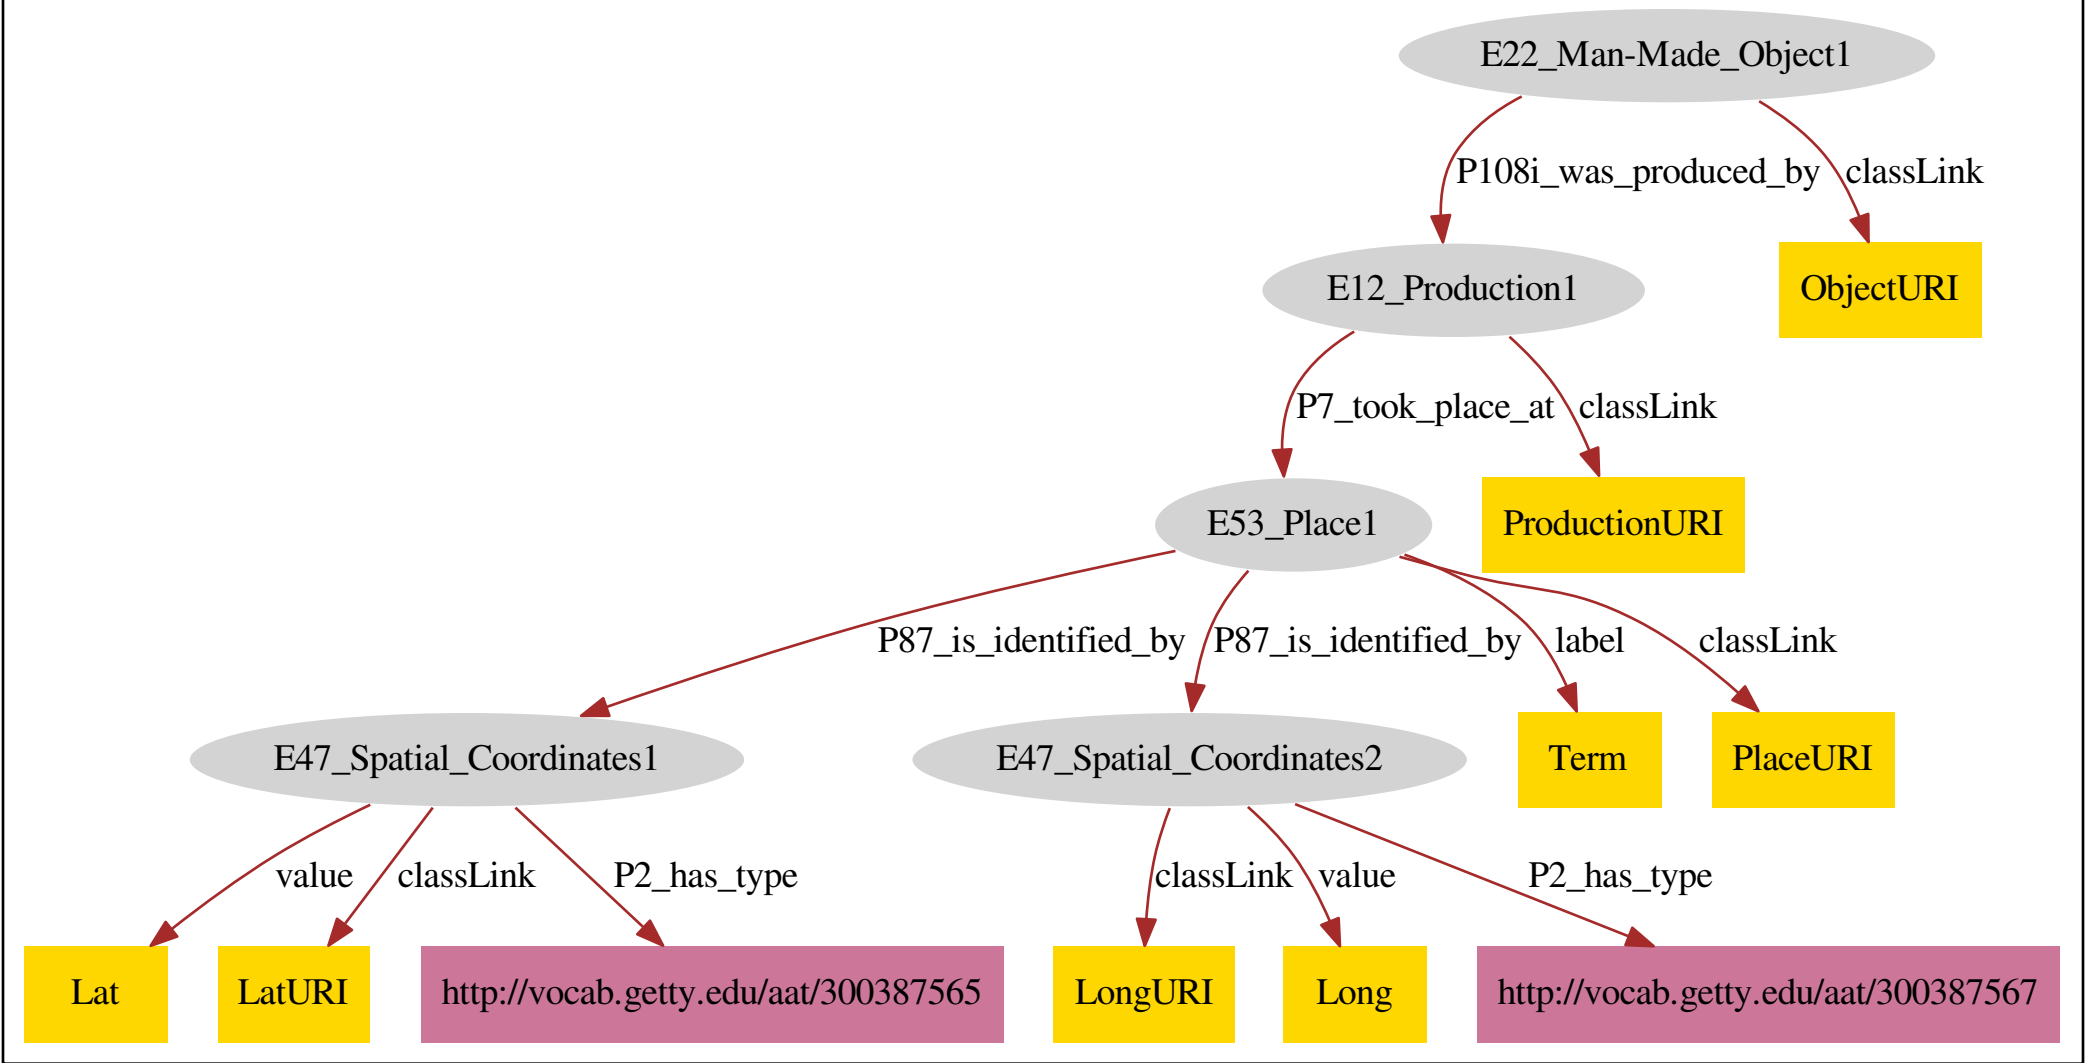 E22_Man-Made_Object1
P108i_was_produced_by
classLink
E12_Production1
ObjectURI
P7_took_place_at
classLink
E53_Place1
ProductionURI
P87_is_identified_by
P87_is_identified_by
label
classLink
E47_Spatial_Coordinates1
E47_Spatial_Coordinates2
Term
PlaceURI
value
classLink
P2_has_type
classLink
value
P2_has_type
Lat
LatURI
http://vocab.getty.edu/aat/300387565
LongURI
Long
http://vocab.getty.edu/aat/300387567